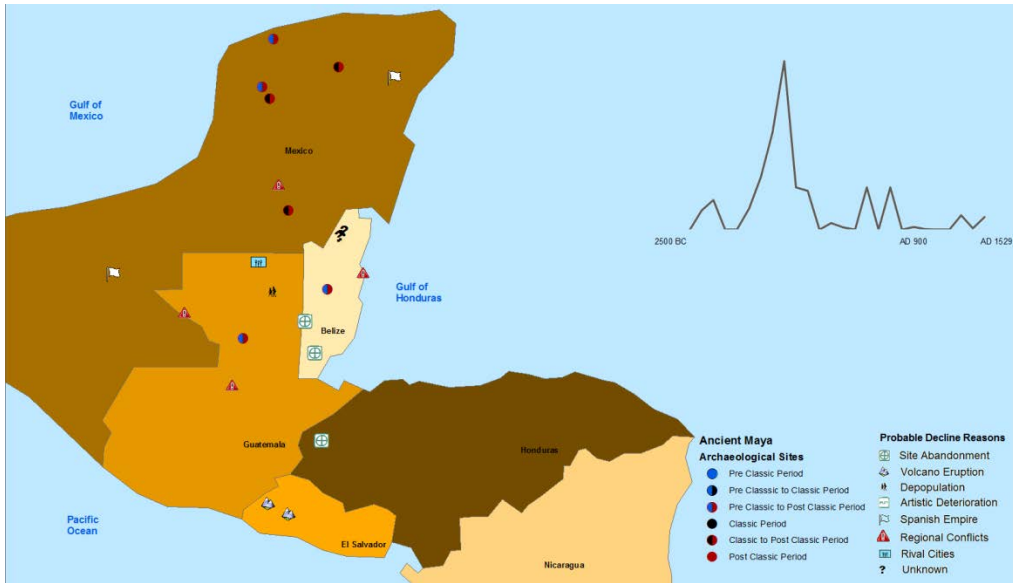 Gulf of
Mexico
Mexico
Gulf of
Honduras
Belize
Guatemala
Honduras
Pacific
Ocean
El Salvador
Nicaragua
2500 BC
AD 900
AD 1529
Ancient Maya
Archaeological Sites
Pre Classic Period
Pre Classsic to Classic Period
Pre Classic to Post Classic Period
Classic Period
Classic to Post Classic Period
Post Classic Period
Probable Decline Reasons
Site Abandonment
Volcano Eruption
Depopulation
Artistic Deterioration
Spanish Empire
Regional Conflicts
Rival Cities
? Unknown